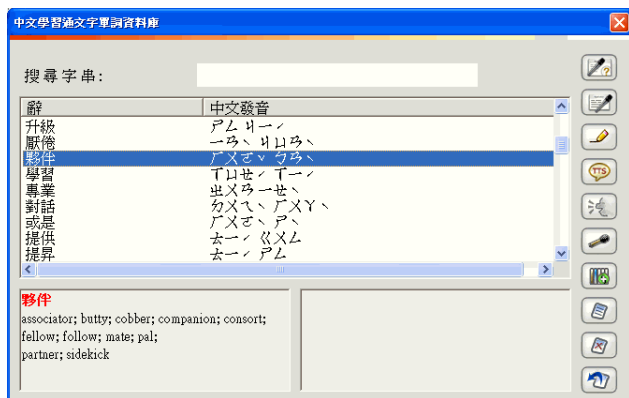 中文學習通文字單詞資料庫
搜尋字串:
辭 中文發音
升級 ㄕㄥ ㄐㄧˊ
厭倦 ㄧㄢˋ ㄐㄩㄢˋ
夥伴 ㄏㄨㄛˇ ㄅㄢˋ
學習 ㄒㄩㄝˊ ㄒㄧˊ
專業 ㄓㄨㄢ ㄧㄝˋ
對話 ㄉㄨㄟˋ ㄏㄨㄚˋ
或是 ㄏㄨㄛˋ ㄕˋ
提供 ㄊㄧˊ ㄍㄨㄥ
提昇 ㄊㄧˊ ㄕㄥ
夥伴
associator; butty; cobber; companion; consort;
fellow; follow; mate; pal;
partner; sidekick
TTS